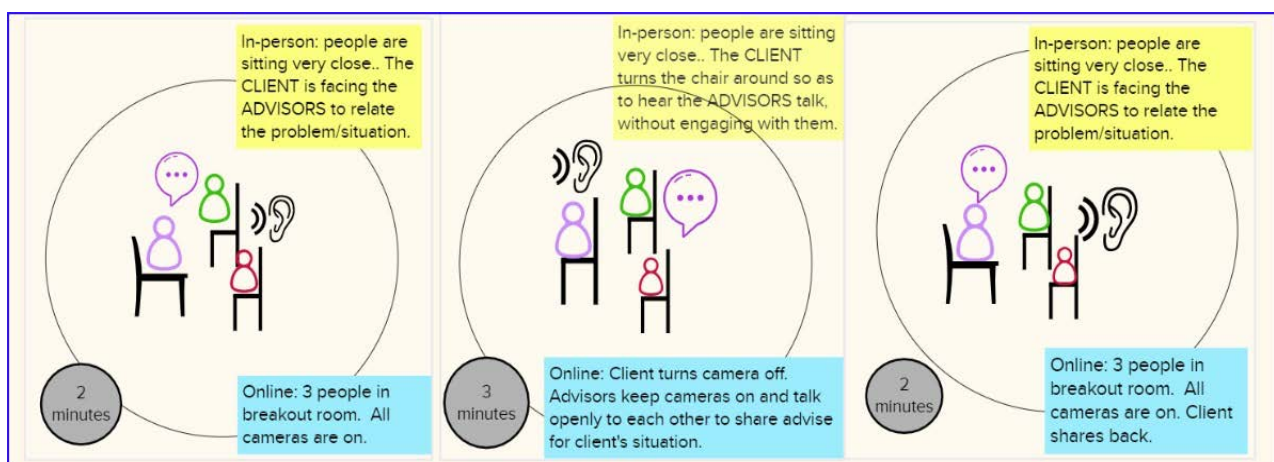 In-person: people are
sitting very close.. The
CLIENT is facing the
ADVISORS to relate
the problem/situation.
2
minutes
Online: 3 people in
breakout room.  All
cameras are on.
In-person: people are sitting
very close.. The CLIENT
turns the chair around so as
to hear the ADVISORS talk,
without engaging with them.
3
minutes
Online: Client turns camera off.
Advisors keep cameras on and talk
openly to each other to share advise
for client's situation.
In-person: people are
sitting very close.. The
CLIENT is facing the
ADVISORS to relate the
problem/situation.
2
minutes
Online: 3 people in
breakout room.  All
cameras are on. Client
shares back.